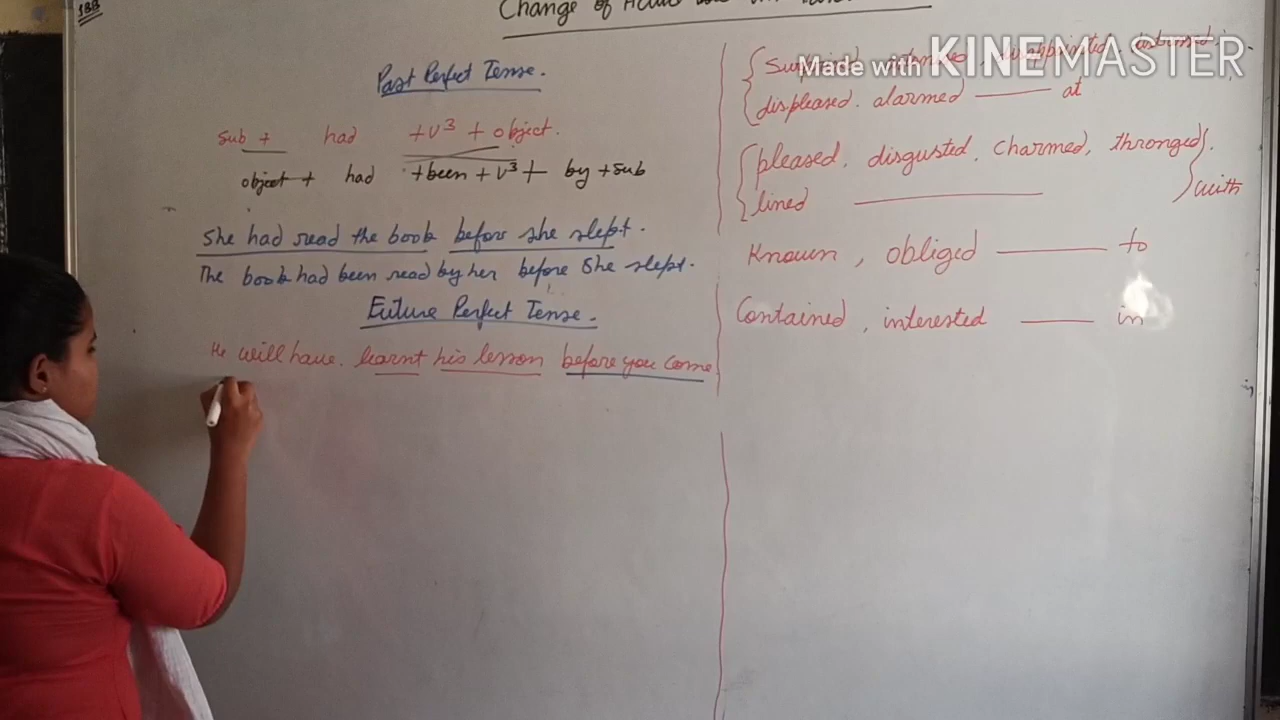 188
Change of
Past Perfect Tense.
Sub + had + v³ + object.
object + had + been + v³ + by + sub
She had read the book before she slept.
The book had been read by her before she slept.
Future Perfect Tense.
He will have learnt his lesson before you come
Made with KINEMASTER
displeased. alarmed at
pleased, disgusted, charmed, thronged
lined with
Known, obliged to
Contained, interested in